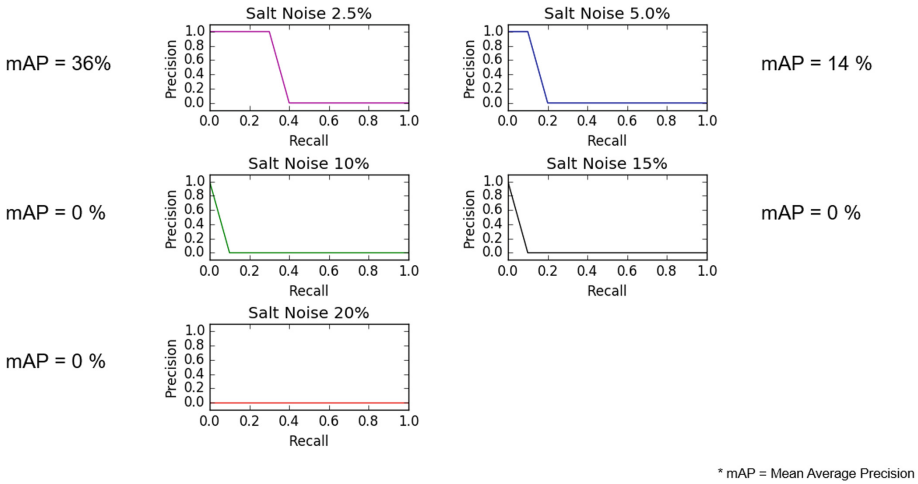 Salt Noise 2.5%
mAP = 36%
Precision
1.0
0.8
0.6
0.4
0.2
0.0
0.0 0.2 0.4 0.6 0.8 1.0
Recall
Salt Noise 5.0%
mAP = 14 %
Precision
1.0
0.8
0.6
0.4
0.2
0.0
0.0 0.2 0.4 0.6 0.8 1.0
Recall
Salt Noise 10%
mAP = 0 %
Precision
1.0
0.8
0.6
0.4
0.2
0.0
0.0 0.2 0.4 0.6 0.8 1.0
Recall
Salt Noise 15%
mAP = 0 %
Precision
1.0
0.8
0.6
0.4
0.2
0.0
0.0 0.2 0.4 0.6 0.8 1.0
Recall
Salt Noise 20%
mAP = 0 %
Precision
1.0
0.8
0.6
0.4
0.2
0.0
0.0 0.2 0.4 0.6 0.8 1.0
Recall
* mAP = Mean Average Precision